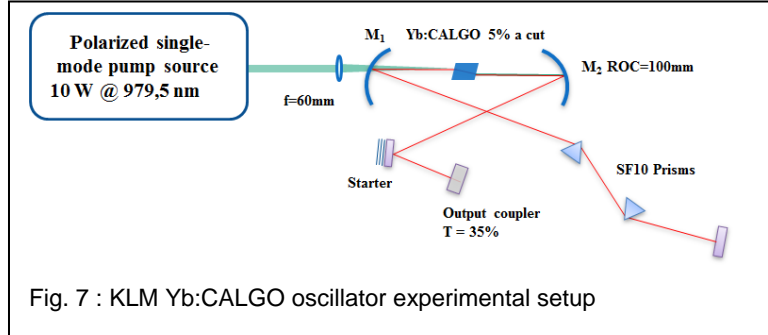 Polarized single-
mode pump source
10 W @ 979,5 nm
f=60mm
M1
Yb:CALGO 5% a cut
M2 ROC=100mm
Starter
Output coupler
T = 35%
SF10 Prisms
Fig. 7 : KLM Yb:CALGO oscillator experimental setup